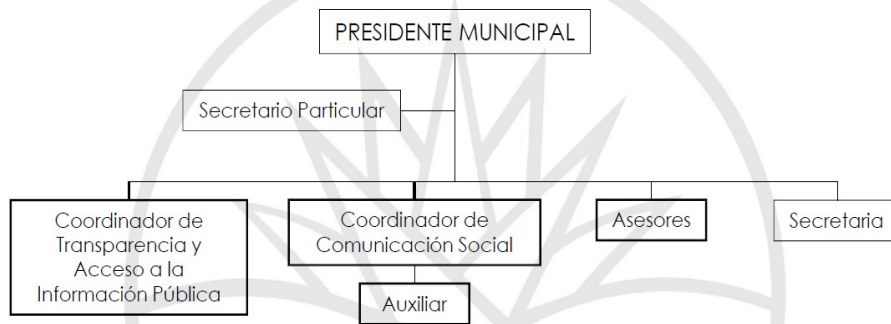 PRESIDENTE MUNICIPAL
Secretario Particular
Coordinador de
Transparencia y
Acceso a la
Información Pública
Coordinador de
Comunicación Social
Asesores
Secretaria
Auxiliar